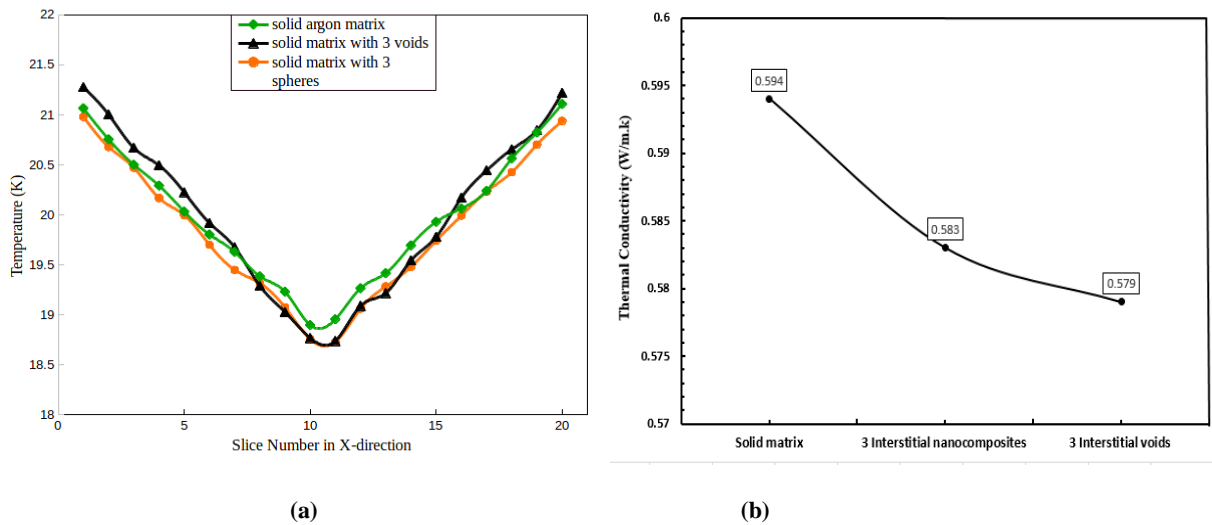 22
21.5
21
20.5
20
19.5
19
18.5
18
0
5
10
15
20
Temperature (K)
Slice Number in X-direction
solid argon matrix
solid matrix with 3 voids
solid matrix with 3
spheres
(a)
0.6
0.595
0.59
0.585
0.58
0.575
0.57
Thermal Conductivity (W/m.k)
0.594
0.583
0.579
Solid matrix
3 Interstitial nanocomposites
3 Interstitial voids
(b)